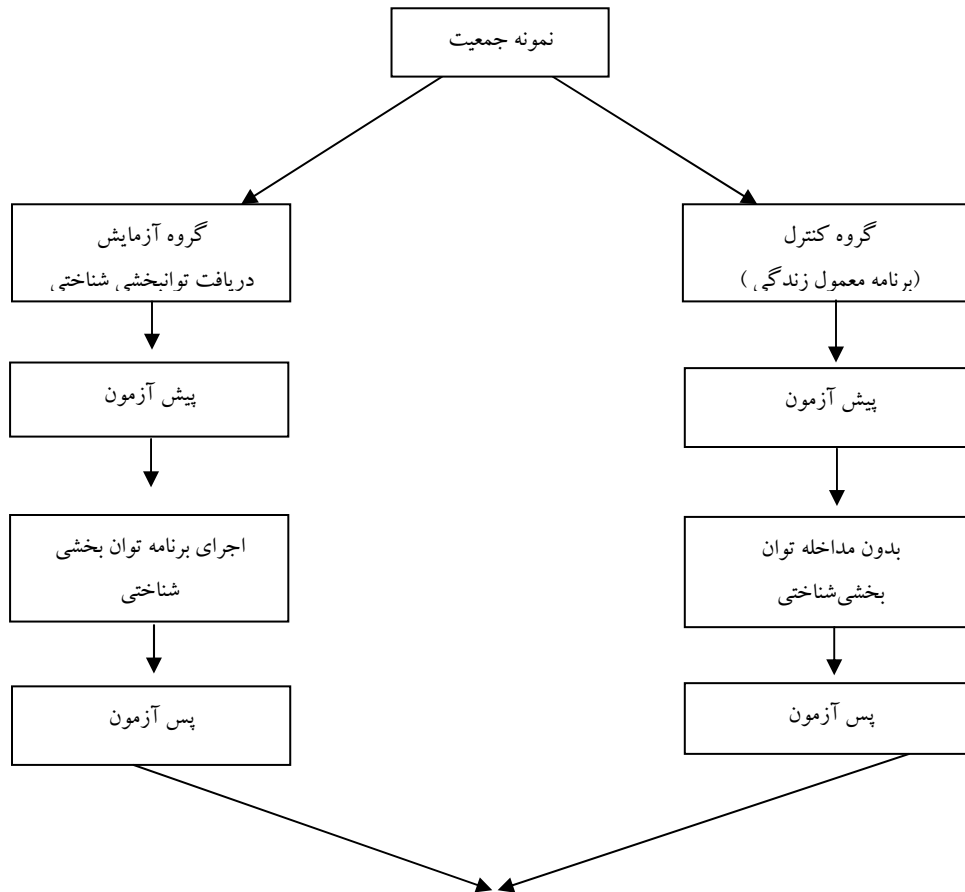 نمونه جمعیت
گروه آزمایش
دریافت توانبخشی شناختی
گروه کنترل
(برنامه معمول زندگی )
پیش آزمون
پیش آزمون
اجرای برنامه توان بخشی
شناختی
بدون مداخله توان
بخشی‌شناختی
پس آزمون
پس آزمون